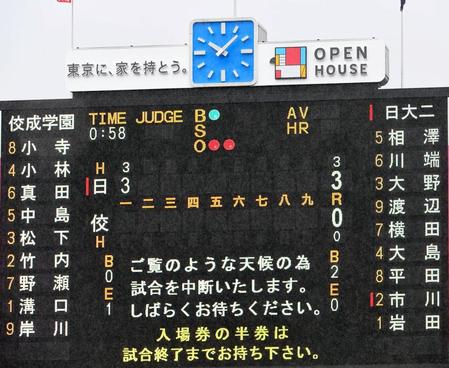 東京に、家を持とう。
OPEN
HOUSE
佼成学園
TIME JUDGE
0:58
B
S
O
AV
HR
日大二
8 小寺
4 小林
6 真田
5 中島
3 松下
2 竹内
7 野瀬
1 溝口
9 岸川
H 3
日 3
一二三四五六七八九
佼
H
B 0
E 1
3
3
R
0
0
B 2
E 0
5 相澤
6 川端
3 大野
9 渡辺
7 横田
4 大島
8 平田
2 市川
1 岩田
ご覧のような天候の為
試合を中断いたします。
しばらくお待ちください。
入場券の半券は
試合終了までお持ち下さい。